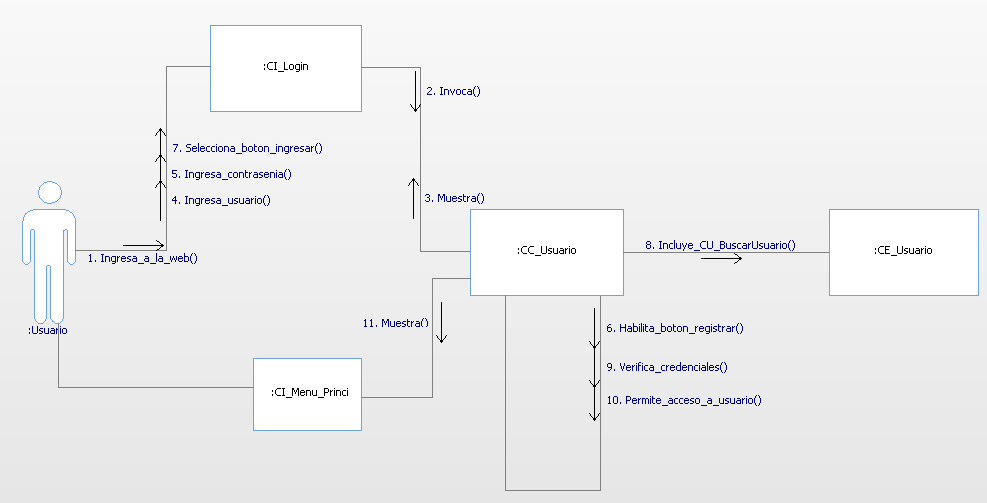 :CI_Login
2. Invoca()
7. Selecciona_boton_ingresar()
5. Ingresa_contrasenia()
4. Ingresa_usuario()
3. Muestra()
1. Ingresa_a_la_web()
:CC_Usuario
8. Incluye_CU_BuscarUsuario()
:CE_Usuario
:Usuario
11. Muestra()
6. Habilita_boton_registrar()
9. Verifica_credenciales()
10. Permite_acceso_a_usuario()
:CI_Menu_Princi